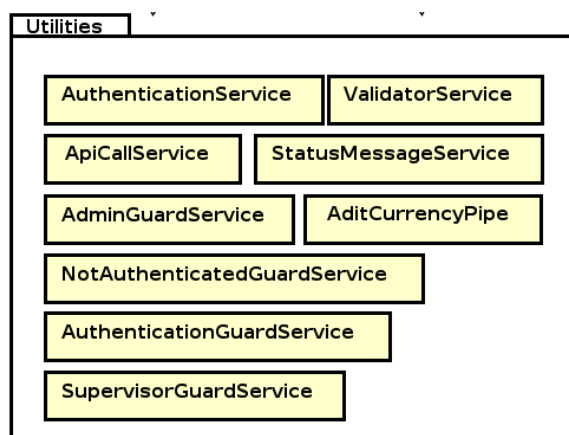 Utilities
AuthenticationService
ValidatorService
ApiCallService
StatusMessageService
AdminGuardService
AditCurrencyPipe
NotAuthenticatedGuardService
AuthenticationGuardService
SupervisorGuardService